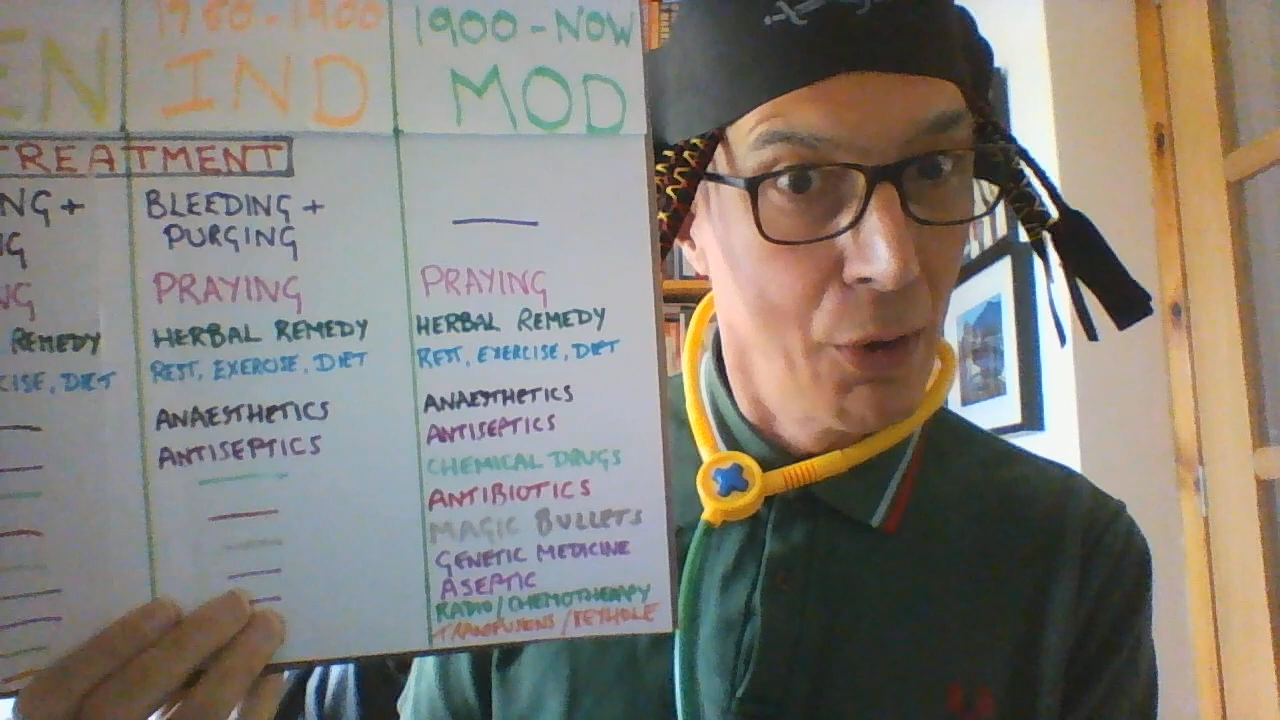 EN
TREATMENT
NG +
NG
REMEDY
CISE, DIET
IND
BLEEDING +
PURGING
PRAYING
HERBAL REMEDY
REST, EXERCISE, DIET
ANAESTHETICS
ANTISEPTICS
1900 - NOW
MOD
PRAYING
HERBAL REMEDY
REST, EXERCISE, DIET
ANAESTHETICS
ANTISEPTICS
CHEMICAL DRUGS
ANTIBIOTICS
MAGIC BULLETS
GENETIC MEDICINE
ASEPTIC
RADIO/CHEMOTHERAPY
/KEYHOLE